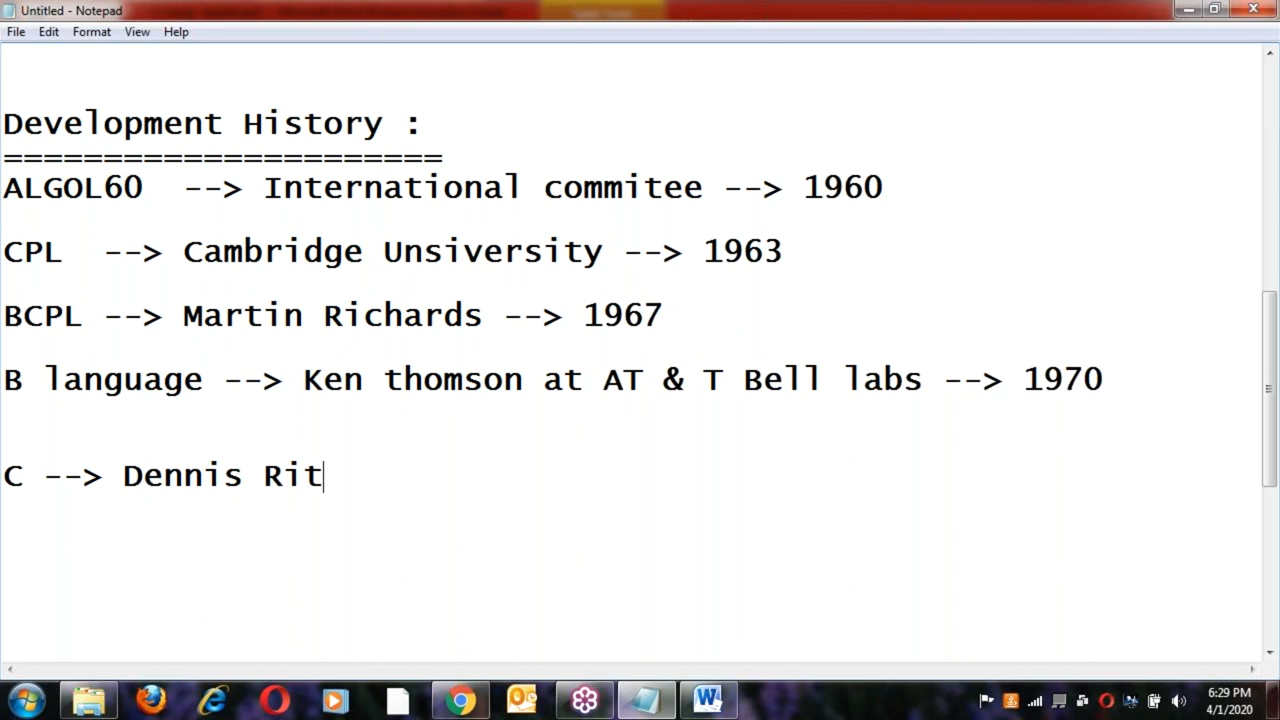 Untitled - Notepad
File Edit Format View Help
Development History :
======================
ALGOL60  --> International commitee --> 1960
CPL  --> Cambridge Unsiversity --> 1963
BCPL --> Martin Richards --> 1967
B language --> Ken thomson at AT & T Bell labs --> 1970
C --> Dennis Rit
6:29 PM
4/1/2020